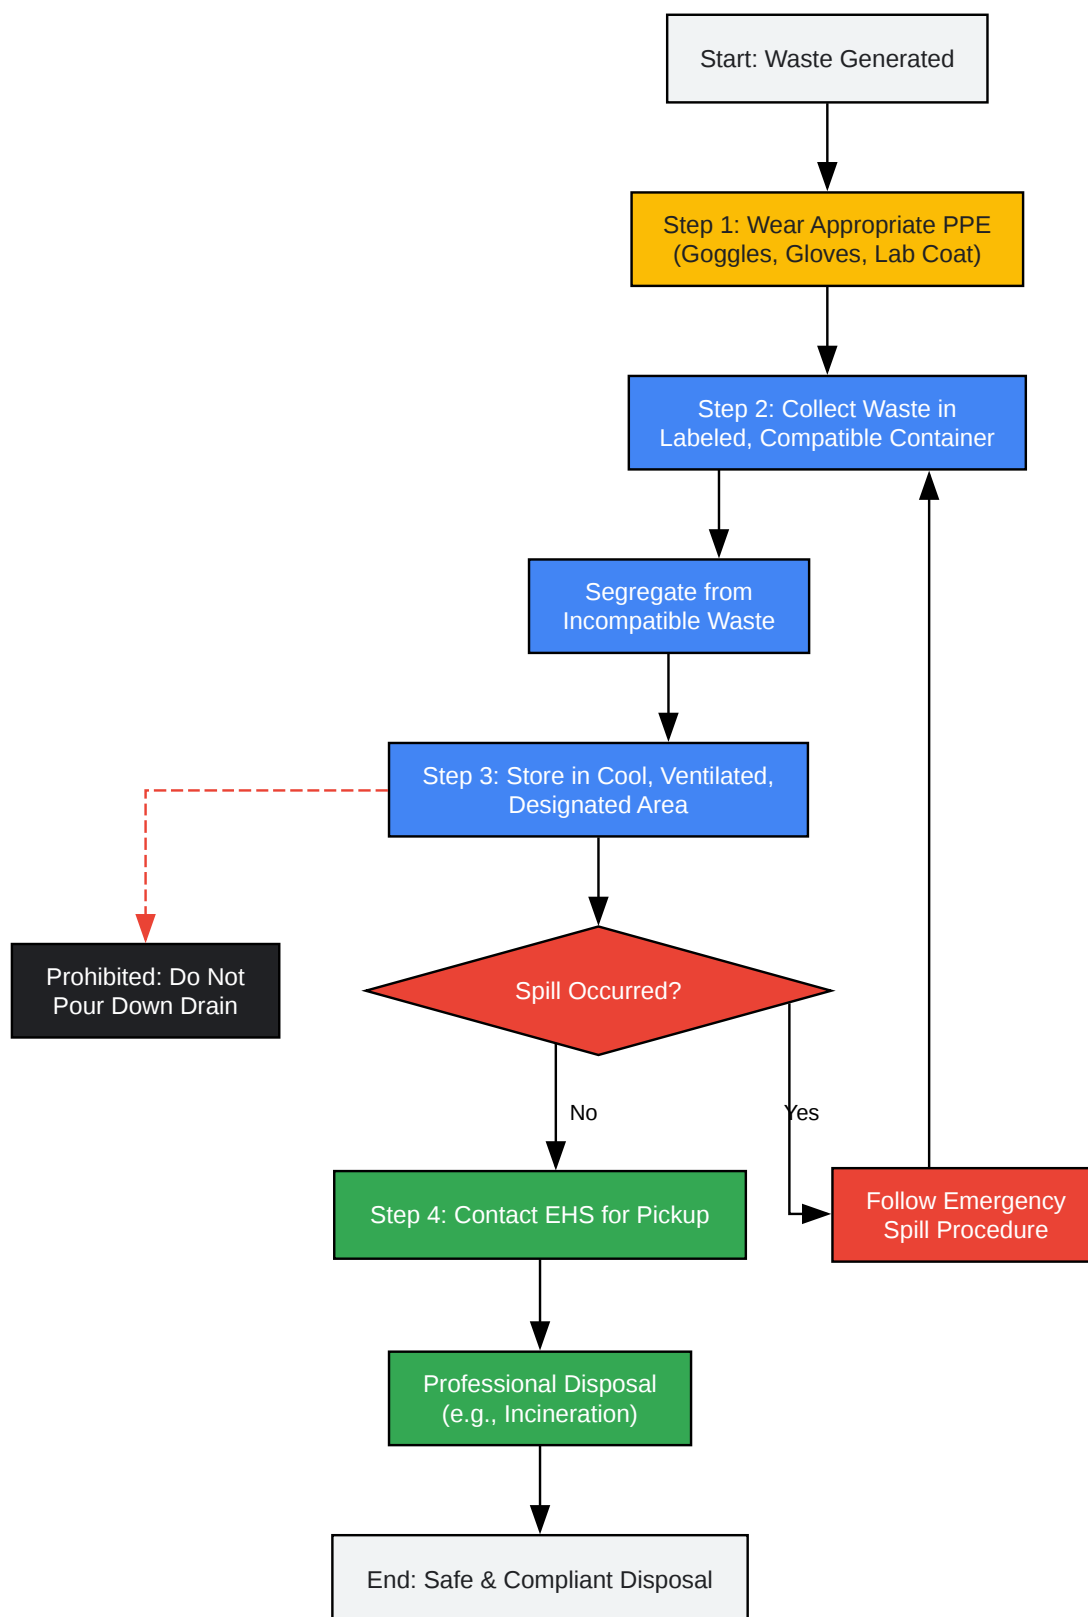 Start: Waste Generated
Step 1: Wear Appropriate PPE
(Goggles, Gloves, Lab Coat)
Step 2: Collect Waste in
Labeled, Compatible Container
Segregate from
Incompatible Waste
Step 3: Store in Cool, Ventilated,
Designated Area
Prohibited: Do Not
Pour Down Drain
Spill Occurred?
No
Yes
Step 4: Contact EHS for Pickup
Follow Emergency
Spill Procedure
Professional Disposal
(e.g., Incineration)
End: Safe & Compliant Disposal